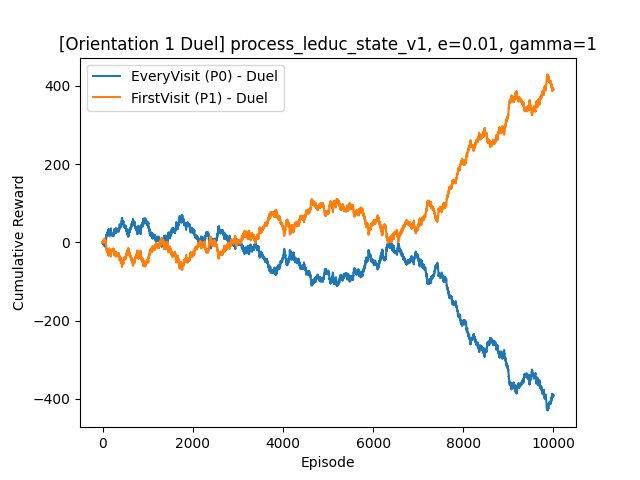 [Orientation 1 Duel] process_leduc_state_v1, e=0.01, gamma=1
EveryVisit (P0) - Duel
FirstVisit (P1) - Duel
400
200
0
−200
−400
Cumulative Reward
0 2000 4000 6000 8000 10000
Episode